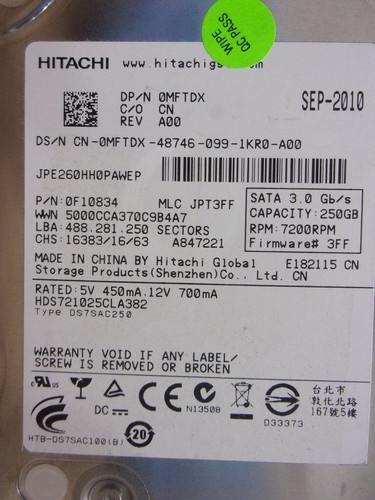 WIPE
QC PASS
HITACHI www.hitachigs
DP/N 0MFTDX
C/O CN
REV A00
SEP-2010
DS/N CN-0MFTDX-48746-099-1KR0-A00
JPE260HH0PAWEP
P/N:0F10834 MLC JPT3FF
WWN 5000CCA370C9B4A7
LBA: 488.281.250 SECTORS
CHS: 16383/16/63 A847221
SATA 3.0 Gb/s
CAPACITY:250GB
RPM:7200RPM
Firmware# 3FF
MADE IN CHINA BY Hitachi Global E182115 CN
Storage Products(Shenzhen)Co., Ltd. CN
RATED:5V 450mA.12V 700mA
HDS721025CLA382
Type DS7SAC250
WARRANTY VOID IF ANY LABEL/
SCREW IS REMOVED OR BROKEN
c RU US
DC
CE
N13508
D33373
台北市
敦化北路
167號5樓
HTB-DS7SAC100(B)
20